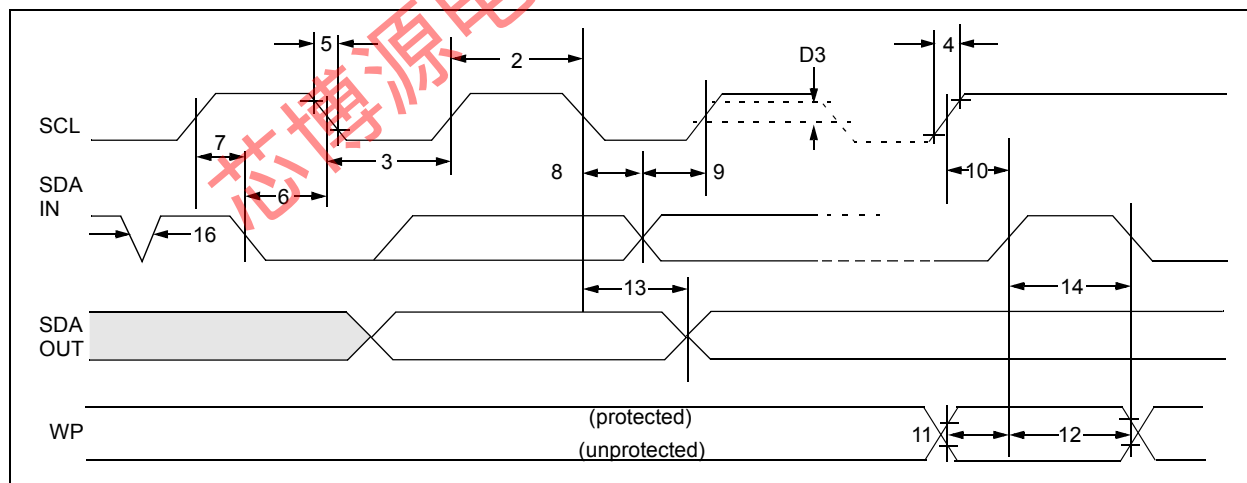 5
2
D3
4
SCL
7
3
8
9
10
SDA
IN
6
16
13
14
SDA
OUT
WP
(protected)
(unprotected)
11
12
芯博源电